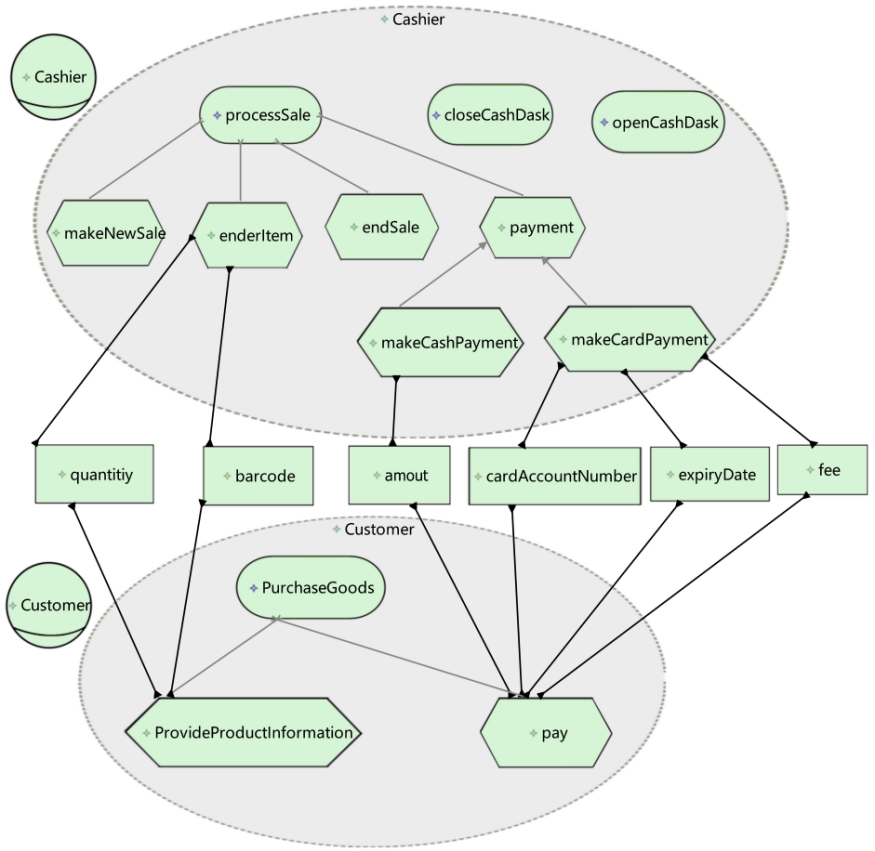 Cashier
Cashier
processSale
closeCashDask
openCashDask
makeNewSale
enderItem
endSale
payment
makeCashPayment
makeCardPayment
quantitiy
barcode
amout
cardAccountNumber
expiryDate
fee
Customer
PurchaseGoods
Customer
ProvideProductInformation
pay